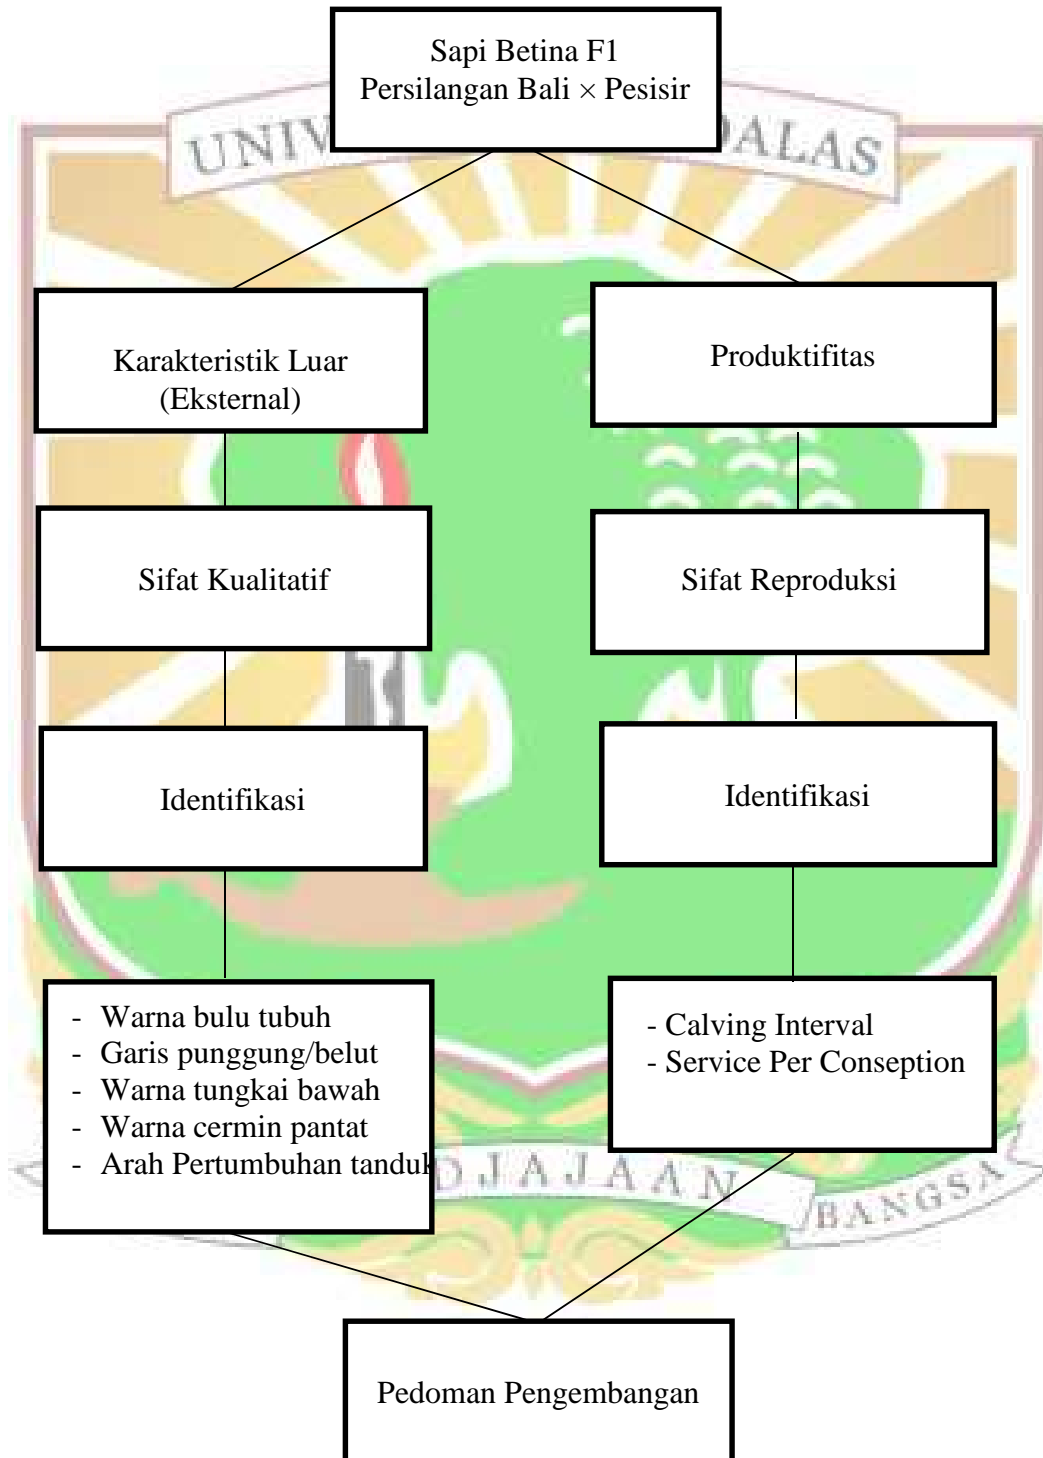 Sapi Betina F1
Persilangan Bali × Pesisir
UNIV DALAS
Karakteristik Luar
(Eksternal)
Produktifitas
Sifat Kualitatif
Sifat Reproduksi
Identifikasi
Identifikasi
- Warna bulu tubuh
- Garis punggung/belut
- Warna tungkai bawah
- Warna cermin pantat
- Arah Pertumbuhan tanduk
- Calving Interval
- Service Per Conseption
DJAJAAN BANGSA
Pedoman Pengembangan